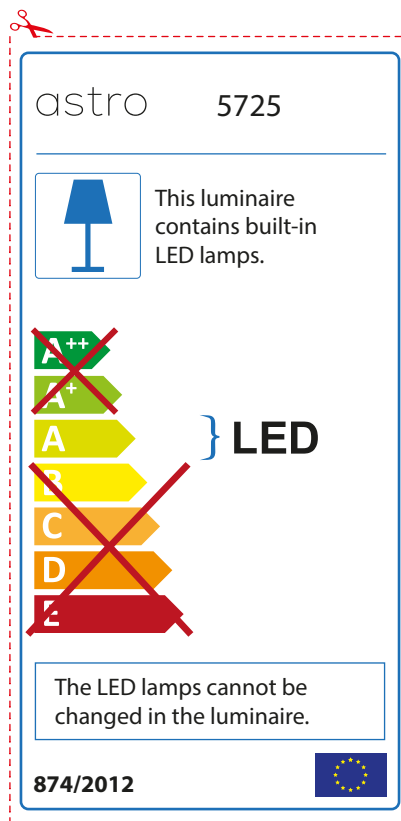 astro 5725
This luminaire
contains built-in
LED lamps.
A++
A+
A
LED
B
C
D
E
The LED lamps cannot be
changed in the luminaire.
874/2012